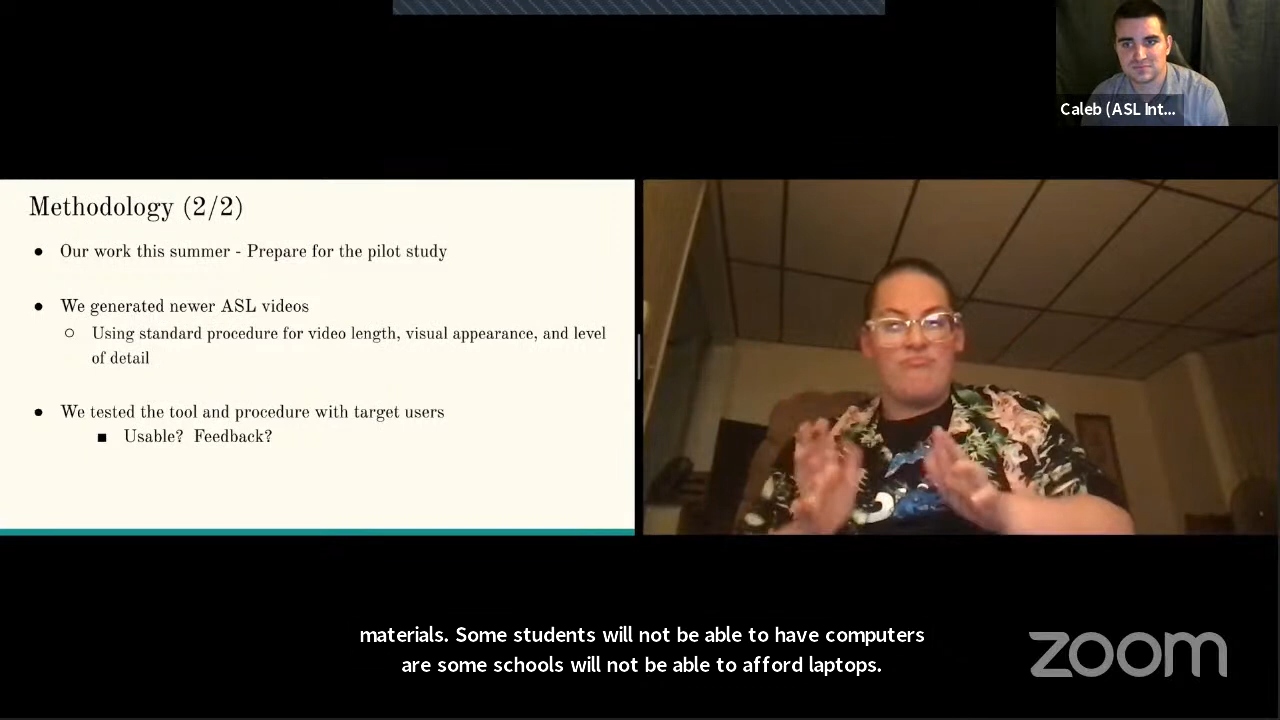 Caleb (ASL Int...
Methodology (2/2)
● Our work this summer - Prepare for the pilot study
● We generated newer ASL videos
○ Using standard procedure for video length, visual appearance, and level
of detail
● We tested the tool and procedure with target users
■ Usable? Feedback?
materials. Some students will not be able to have computers
are some schools will not be able to afford laptops.
zoom